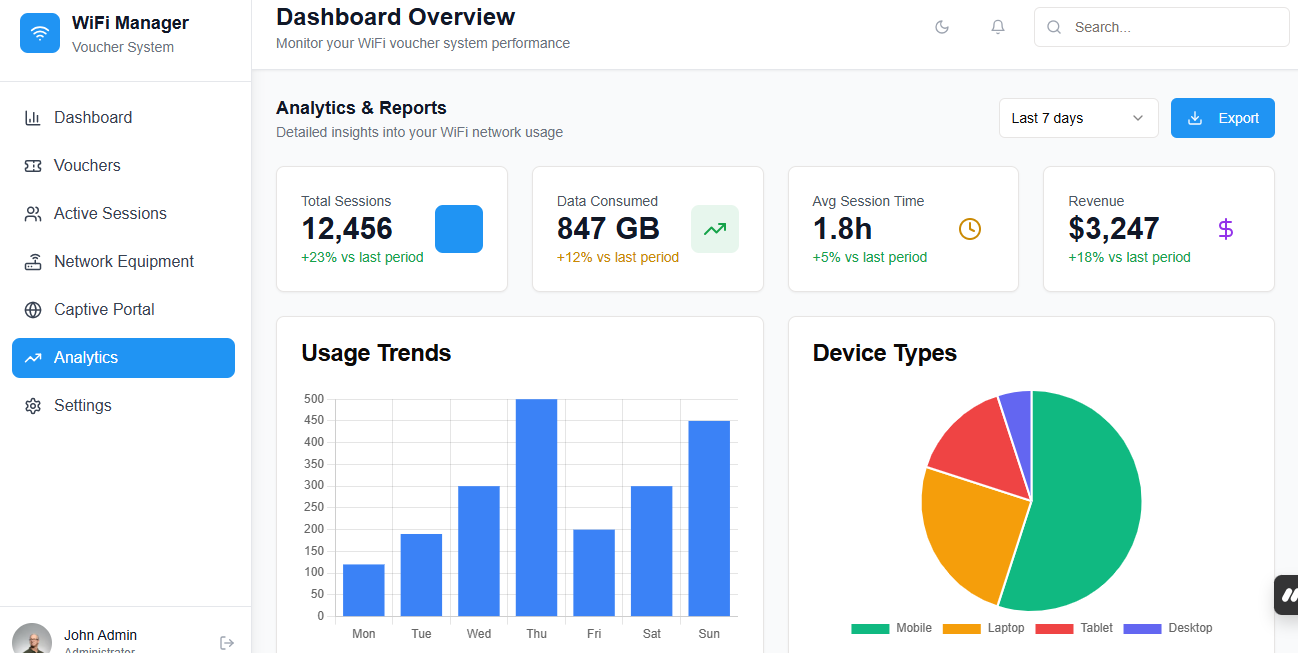 WiFi Manager
Voucher System
Dashboard
Vouchers
Active Sessions
Network Equipment
Captive Portal
Analytics
Settings
John Admin
Administrator
Dashboard Overview
Monitor your WiFi voucher system performance
Search...
Analytics & Reports
Detailed insights into your WiFi network usage
Last 7 days
Export
Total Sessions
12,456
+23% vs last period
Data Consumed
847 GB
+12% vs last period
Avg Session Time
1.8h
+5% vs last period
Revenue
$3,247
+18% vs last period
$
Usage Trends
500
450
400
350
300
250
200
150
100
50
0
Mon Tue Wed Thu Fri Sat Sun
Device Types
Mobile Laptop Tablet Desktop